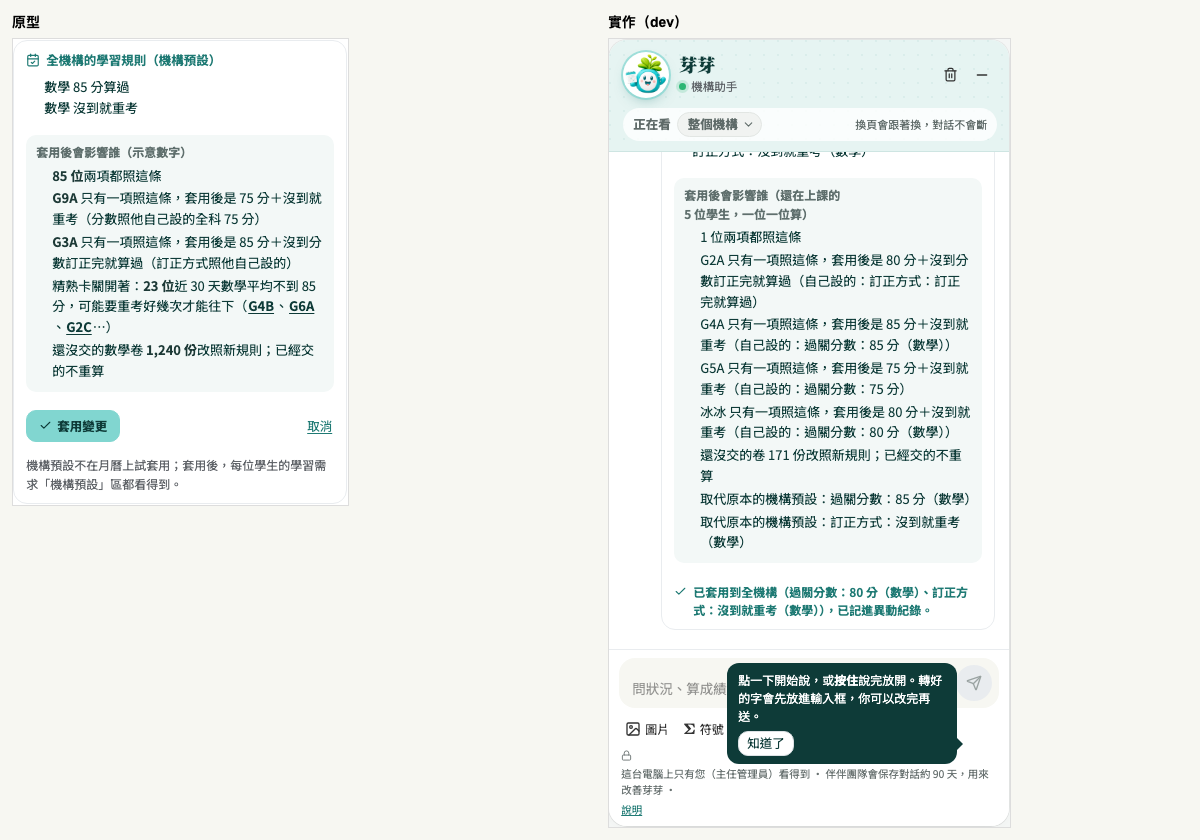 原型
全機構的學習規則（機構預設）
數學 85 分算過
數學 沒到就重考
套用後會影響誰（示意數字）
85 位兩項都照這條
G9A 只有一項照這條，套用後是 75 分＋沒到就
重考（分數照他自己設的全科 75 分）
G3A 只有一項照這條，套用後是 85＋沒到分
數訂正完就算過（訂正方式照他自己設的）
精熟卡關開著：23 位近 30 天數學平均不到 85
分，可能要重考好幾次才能往下（G4B、G6A
、G2C…）
還沒交的數學卷 1,240 份改照新規則；已經交
的不重算
套用變更
取消
機構預設不在月曆上試套用；套用後，每位學生的學習需
求「機構預設」區都看得到。
實作（dev）
芽芽
機構助手
正在看
整個機構
換頁會跟著換，對話不會斷
訂正方式：沒到就重考（數學）
套用後會影響誰（還在上課的
5 位學生，一位一位算）
1 位兩項都照這條
G2A 只有一項照這條，套用後是 80 分＋沒到分
數訂正完就算過（自己設的：訂正方式：訂正
完就算過）
G4A 只有一項照這條，套用後是 85 分＋沒到就
重考（自己設的：過關分數：85 分（數學））
G5A 只有一項照這條，套用後是 75 分＋沒到就
重考（自己設的：過關分數：75 分）
冰冰 只有一項照這條，套用後是 80 分＋沒到就
重考（自己設的：過關分數：80 分（數學））
還沒交的卷 171 份改照新規則；已經交的不重
算
取代原本的機構預設：過關分數：85 分（數學）
取代原本的機構預設：訂正方式：沒到就重考
（數學）
已套用到全機構（過關分數：80 分（數學）、訂正方
式：沒到就重考（數學）），已記進異動紀錄。
問狀況、算成績
點一下開始說，或按住說完放開。轉好
的字會先放進輸入框，你可以改完再
送。
知道了
圖片
符號
這台電腦上只有您（主任管理員）看得到 · 伴伴團隊會保存對話約 90 天，用來
改善芽芽 ·
說明